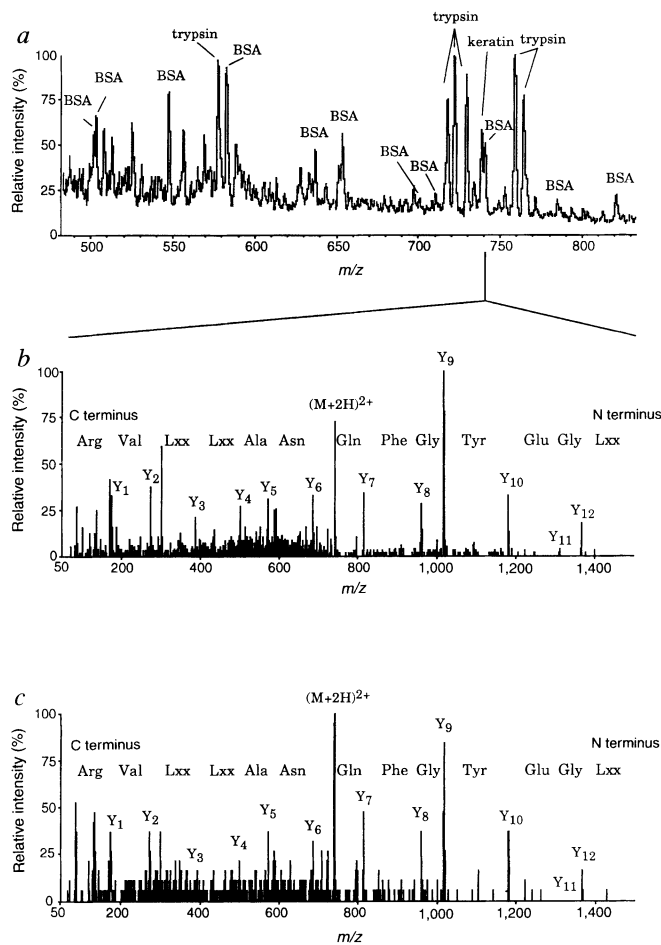 a
trypsin
BSA
BSA
BSA
BSA
BSA
BSA
BSA
BSA
BSA
trypsin
keratin
trypsin
BSA
BSA
BSA
Relative intensity (%)
100
75
50
25
0
500
550
600
650
700
750
800
m/z
b
Relative intensity (%)
100
75
50
25
0
C terminus
N terminus
(M+2H)2+
Arg Val Lxx Lxx Ala Asn Gln Phe Gly Tyr Glu Gly Lxx
Y1 Y2 Y3 Y4 Y5 Y6 Y7 Y8 Y9 Y10 Y11 Y12
50 200 400 600 800 1,000 1,200 1,400
m/z
c
Relative intensity (%)
100
75
50
25
0
C terminus
N terminus
(M+2H)2+
Arg Val Lxx Lxx Ala Asn Gln Phe Gly Tyr Glu Gly Lxx
Y1 Y2 Y3 Y4 Y5 Y6 Y7 Y8 Y9 Y10 Y11 Y12
50 200 400 600 800 1,000 1,200 1,400
m/z